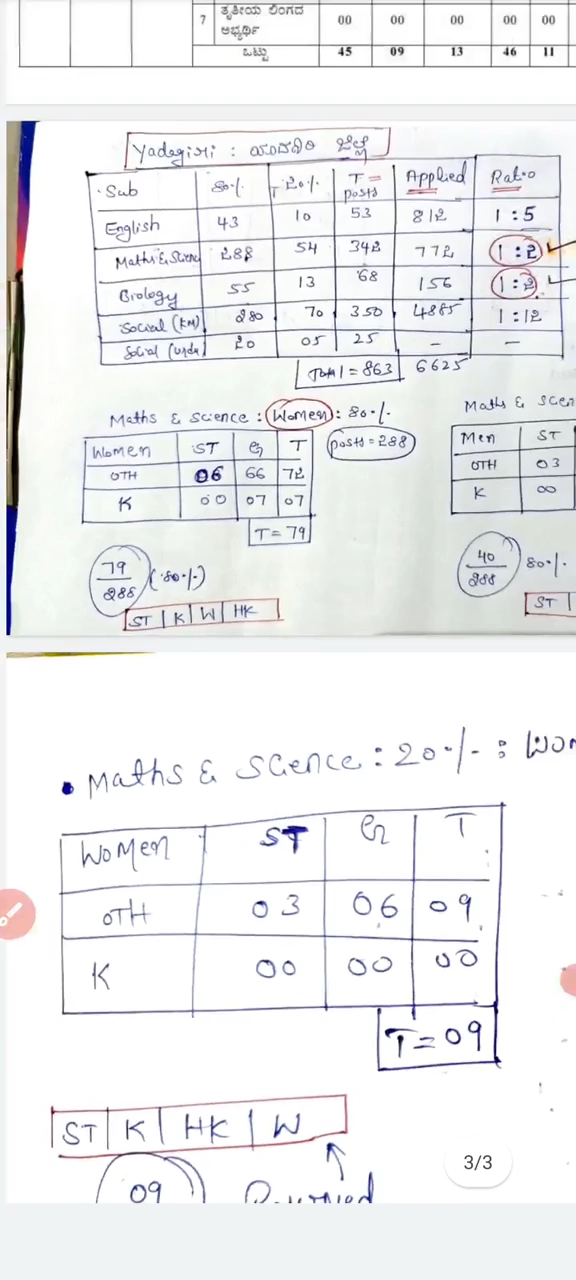 7 ತೃತೀಯ ಲಿಂಗದ ಅಭ್ಯರ್ಥಿ 00 00 00 00 00
ಒಟ್ಟು 45 09 13 46 11
Yadagiri : ಯಾದಗಿರಿ ಜಿಲ್ಲೆ
Sub 80% 20% T = posts Applied Ratio
English 43 10 53 812 1 : 5
Maths & Science 288 54 342 772 1 : 2
Biology 55 13 68 156 1 : 2
Social (KM) 280 70 350 4885 1 : 12
Social (Urdu) 20 05 25 – –
Total = 863 6625
Maths & Science : Women : 80%
posts = 288
Women ST G T
OTH 06 66 72
K 00 07 07
T = 79
79/288 (80%)
ST K W HK
Maths & Scien
Men ST
OTH 03
K 00
40/288 80%
ST
• Maths & Science : 20% : Wom
Women ST G T
OTH 03 06 09
K 00 00 00
T = 09
ST K HK W
09
3/3